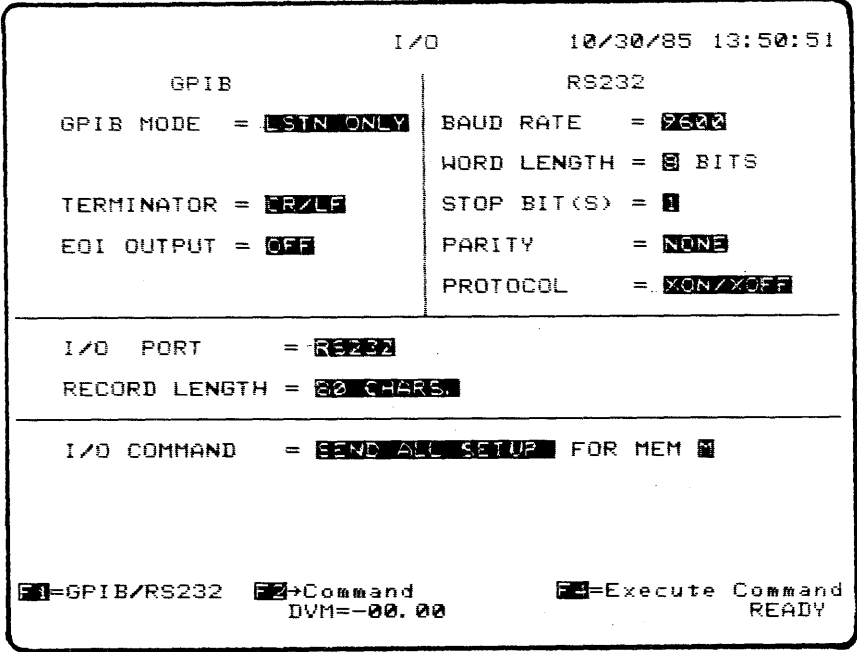 I/O 10/30/85 13:50:51
GPIB RS232
GPIB MODE = LSTN ONLY BAUD RATE = 9600
WORD LENGTH = 8 BITS
TERMINATOR = CR/LF STOP BIT(S) = 1
EOI OUTPUT = OFF PARITY = NONE
PROTOCOL = XON/XOFF
I/O PORT = RS232
RECORD LENGTH = 80 CHARS.
I/O COMMAND = SEND ALL SETUP FOR MEM M
F1=GPIB/RS232 F2→Command F4=Execute Command
DVM=-00.00 READY